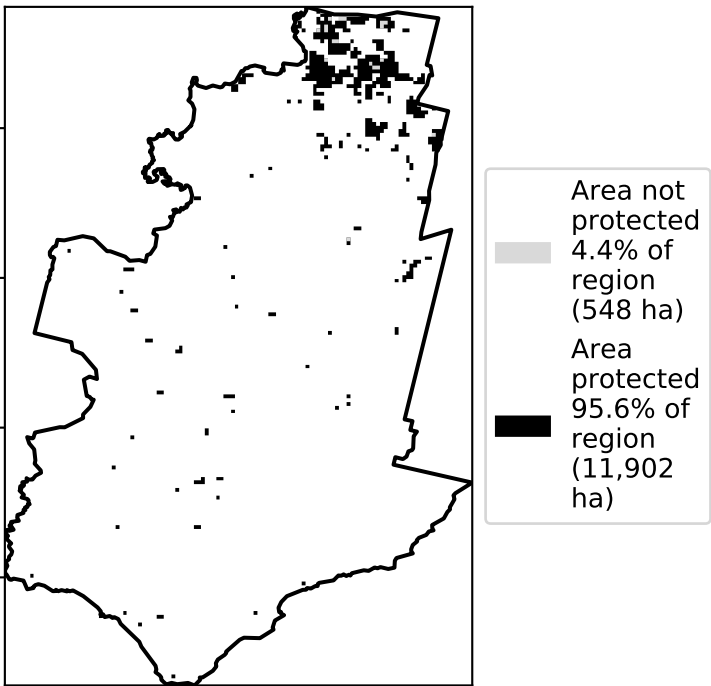 Area not
protected
4.4% of
region
(548 ha)
Area
protected
95.6% of
region
(11,902
ha)